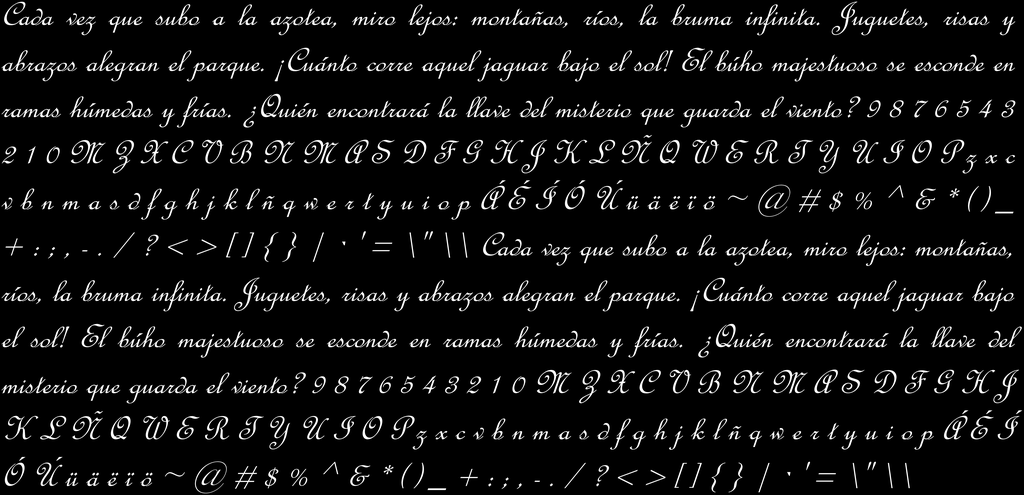 Cada vez que subo a la azotea, miro lejos: montañas, ríos, la bruma infinita. Juguetes, risas y
abrazos alegran el parque. ¡Cuánto corre aquel jaguar bajo el sol! El búho majestuoso se esconde en
ramas húmedas y frías. ¿Quién encontrará la llave del misterio que guarda el viento? 9 8 7 6 5 4 3
2 1 0 M Z X C V B N M A S D F G H J K L Ñ Q W E R T Y U I O P z x c
v b n m a s d f g h j k l ñ q w e r t y u i o p Á É Í Ó Ú ü ä ë ï ö ~ @ # $ % ^ & * ( ) _
+ : ; , - . / ? < > [ ] { } | · ' = \ " \ \ Cada vez que subo a la azotea, miro lejos: montañas,
ríos, la bruma infinita. Juguetes, risas y abrazos alegran el parque. ¡Cuánto corre aquel jaguar bajo
el sol! El búho majestuoso se esconde en ramas húmedas y frías. ¿Quién encontrará la llave del
misterio que guarda el viento? 9 8 7 6 5 4 3 2 1 0 M Z X C V B N M A S D F G H J
K L Ñ Q W E R T Y U I O P z x c v b n m a s d f g h j k l ñ q w e r t y u i o p Á É Í
Ó Ú ü ä ë ï ö ~ @ # $ % ^ & * ( ) _ + : ; , - . / ? < > [ ] { } | · ' = \ " \ \